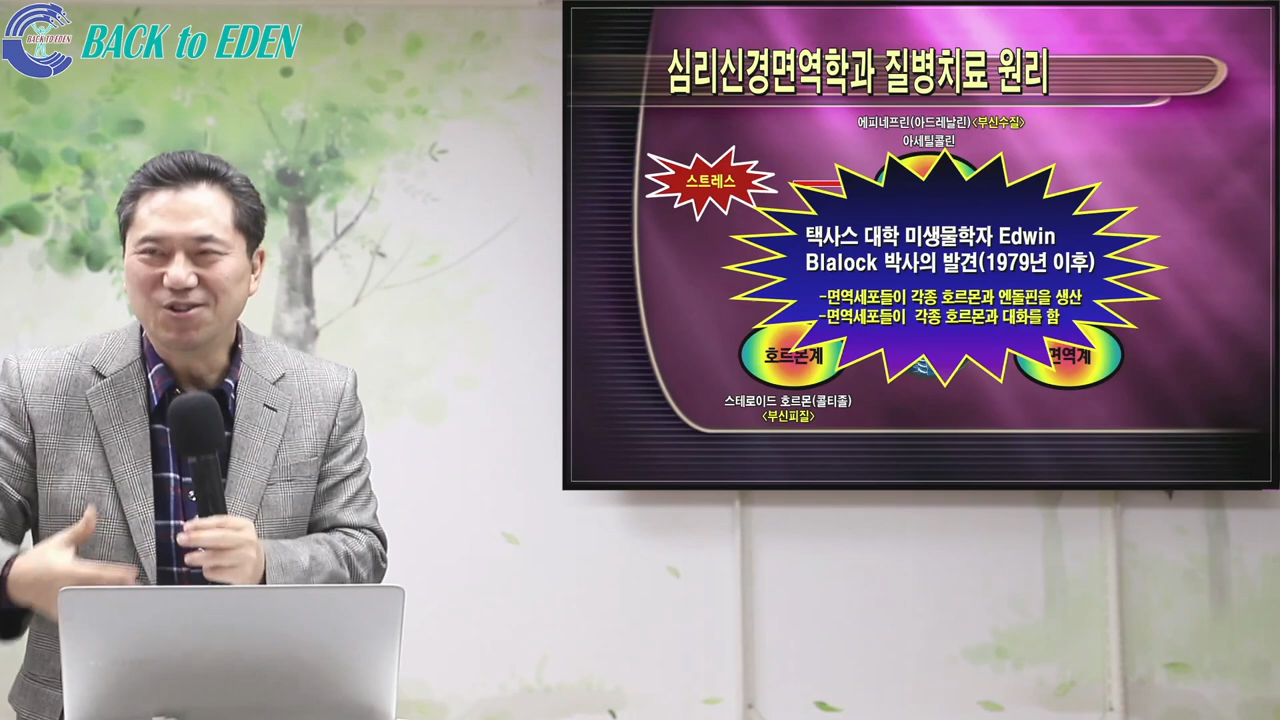 BACK TO EDEN
BACK to EDEN
심리신경면역학과 질병치료 원리
에피네프린(아드레날린)<부신수질>
아세틸콜린
스트레스
택사스 대학 미생물학자 Edwin
Blalock 박사의 발견(1979년 이후)
-면역세포들이 각종 호르몬과 엔돌핀을 생산
-면역세포들이 각종 호르몬과 대화를 함
호르몬계
면역계
스테로이드 호르몬(콜티졸)
<부신피질>